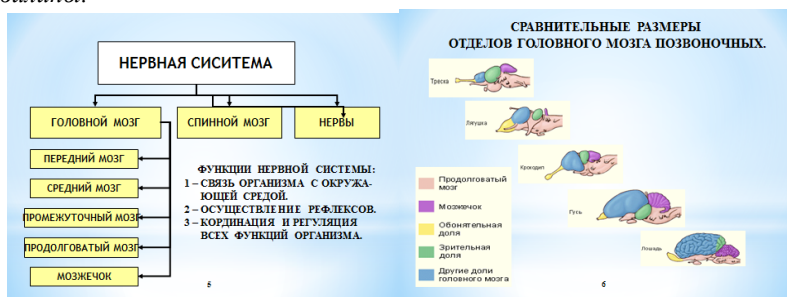 НЕРВНАЯ СИСИТЕМА
ГОЛОВНОЙ МОЗГ
СПИННОЙ МОЗГ
НЕРВЫ
ПЕРЕДНИЙ МОЗГ
СРЕДНИЙ МОЗГ
ПРОМЕЖУТОЧНЫЙ МОЗГ
ПРОДОЛГОВАТЫЙ МОЗГ
МОЗЖЕЧОК
ФУНКЦИИ НЕРВНОЙ СИСТЕМЫ:
1 – СВЯЗЬ ОРГАНИЗМА С ОКРУЖА-
ЮЩЕЙ СРЕДОЙ.
2 – ОСУЩЕСТВЛЕНИЕ РЕФЛЕКСОВ.
3 – КОРДИНАЦИЯ И РЕГУЛЯЦИЯ
ВСЕХ ФУНКЦИЙ ОРГАНИЗМА.
5
СРАВНИТЕЛЬНЫЕ РАЗМЕРЫ
ОТДЕЛОВ ГОЛОВНОГО МОЗГА ПОЗВОНОЧНЫХ.
Треска
Лягушка
Крокодил
Гусь
Лошадь
Продолговатый
мозг
Мозжечок
Обонятельная
доля
Зрительная
доля
Другие доли
головного мозга
6